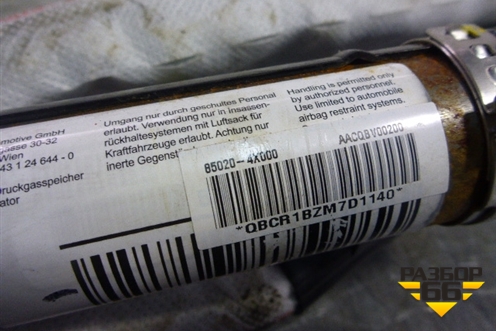 motive GmbH
gasse 30-32
Wien
43 1 24 644 - 0
Druckgasspeicher
ator
* Umgang nur durch geschultes Personal
erlaubt. Verwendung nur in Insassen-
rückhaltesystemen mit Luftsack für
Kraftfahrzeuge erlaubt. Achtung nur
inerte Gegenst
Handling is permitted only
by authorized personnel.
Use limited to automobile
airbag restraint systems.
85020-4X000
AACQBV00200
*QBCR1BZM7D1140*
РАЗБОР
66